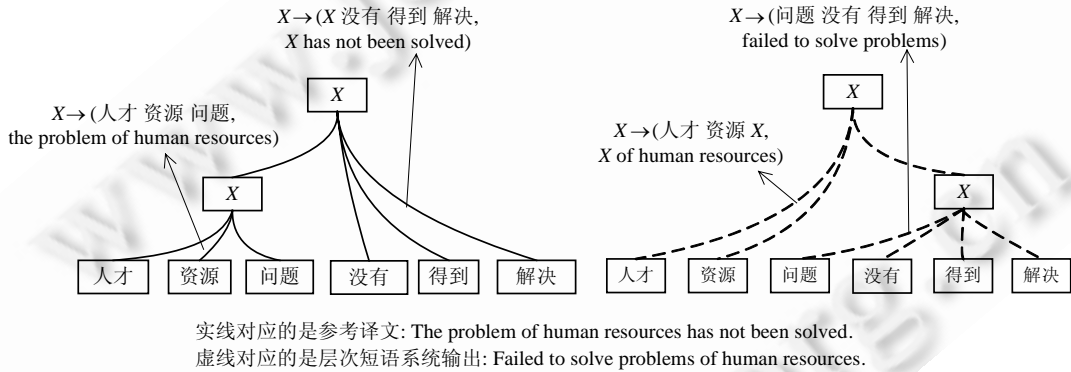 X→(X 没有 得到 解决,
X has not been solved)
X→(人才 资源 问题,
the problem of human resources)
X
X
人才 资源 问题 没有 得到 解决
X→(问题 没有 得到 解决,
failed to solve problems)
X→(人才 资源 X,
X of human resources)
X
X
人才 资源 问题 没有 得到 解决
实线对应的是参考译文: The problem of human resources has not been solved.
虚线对应的是层次短语系统输出: Failed to solve problems of human resources.